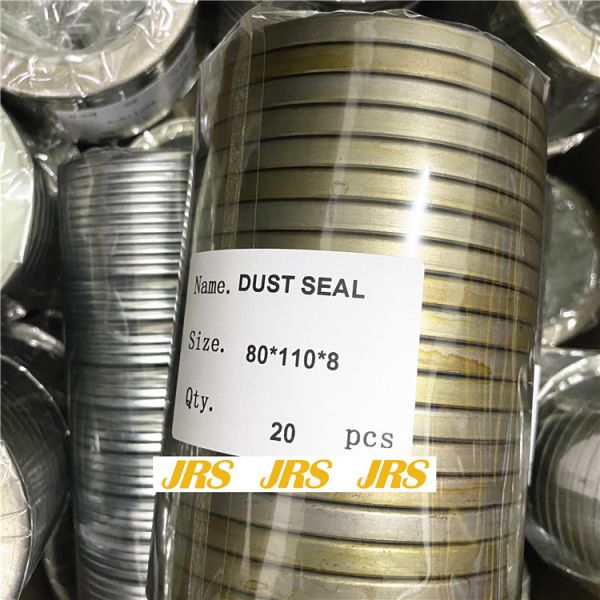 Name. DUST SEAL
Size. 80*110*8
Qty. 20 pcs
JRS JRS JRS